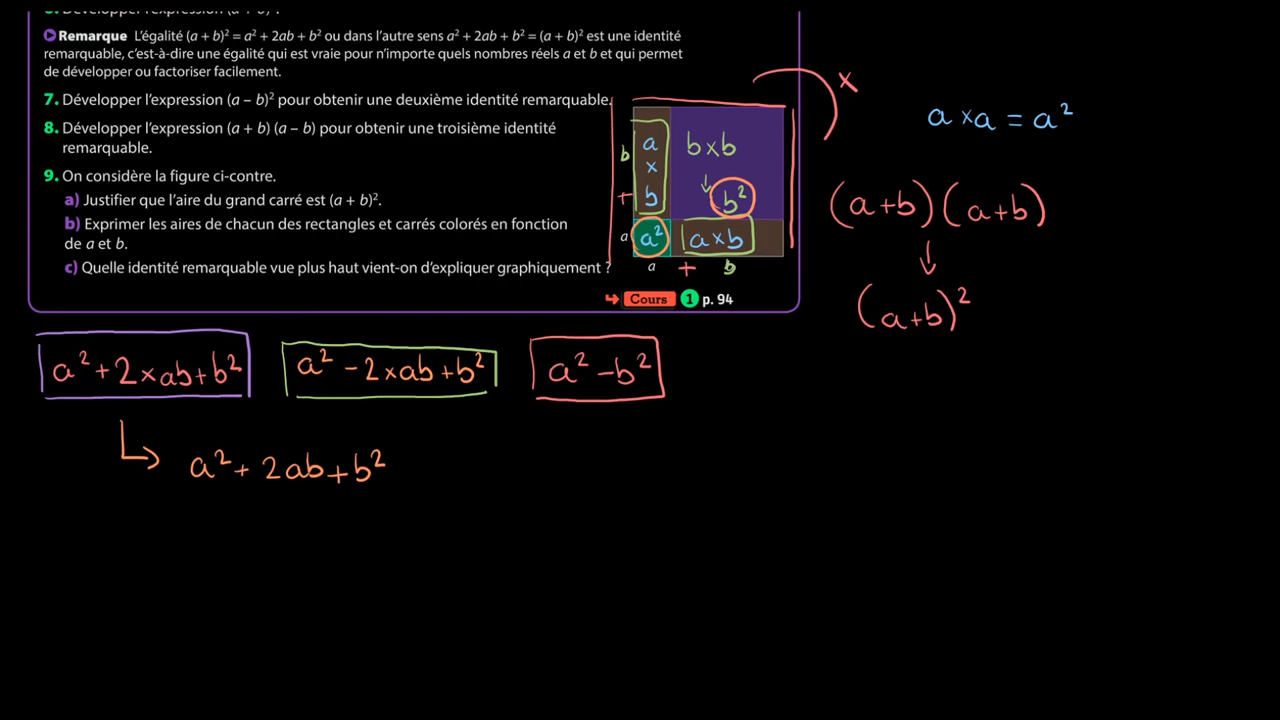 Remarque L'égalité (a + b)² = a² + 2ab + b² ou dans l'autre sens a² + 2ab + b² = (a + b)² est une identité
remarquable, c'est-à-dire une égalité qui est vraie pour n'importe quels nombres réels a et b et qui permet
de développer ou factoriser facilement.
7. Développer l'expression (a – b)² pour obtenir une deuxième identité remarquable.
8. Développer l'expression (a + b) (a – b) pour obtenir une troisième identité
remarquable.
9. On considère la figure ci-contre.
a) Justifier que l'aire du grand carré est (a + b)².
b) Exprimer les aires de chacun des rectangles et carrés colorés en fonction
de a et b.
c) Quelle identité remarquable vue plus haut vient-on d'expliquer graphiquement ?
Cours 1 p. 94
b
+
a
a
×
b
b×b
↓
b²
a²
a×b
a + b
×
a×a = a²
(a+b)(a+b)
↓
(a+b)²
a²+2×ab+b²
a²-2×ab+b²
a²-b²
a²+2ab+b²